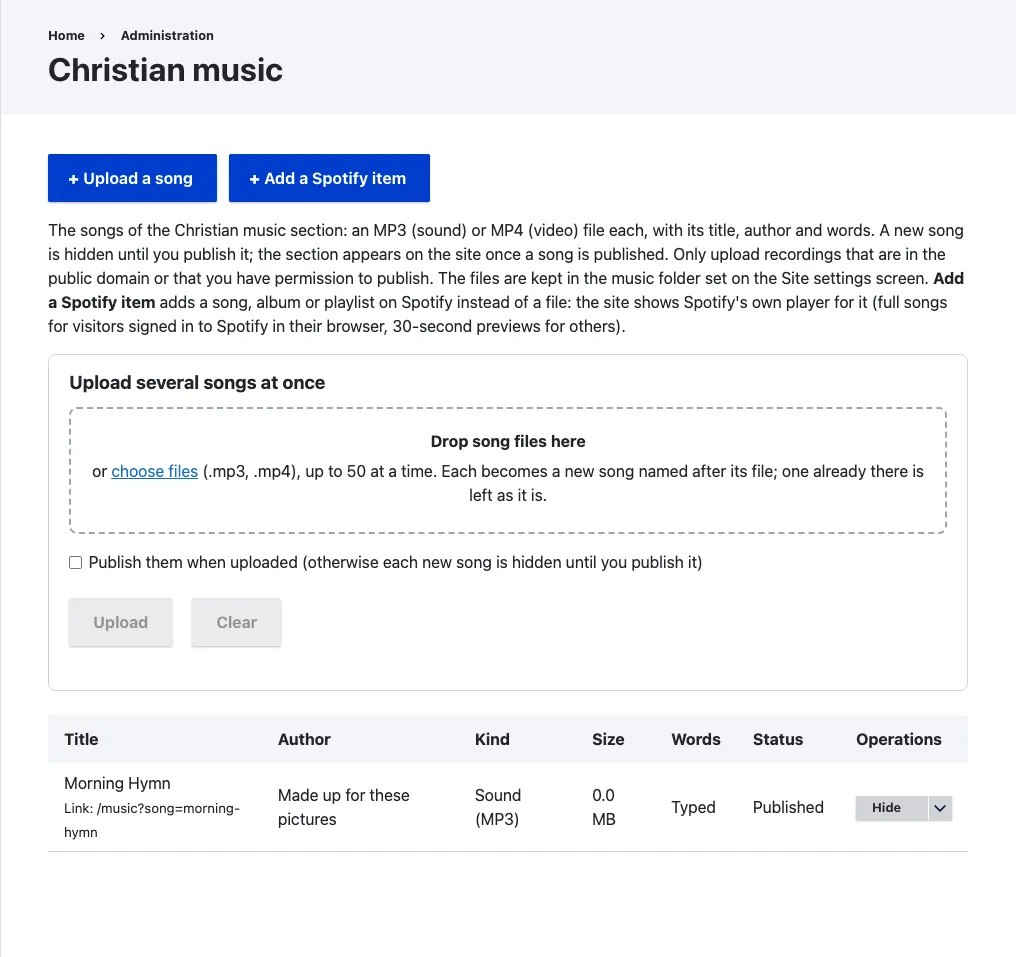 Home › Administration
Christian music
+ Upload a song
+ Add a Spotify item
The songs of the Christian music section: an MP3 (sound) or MP4 (video) file each, with its title, author and words. A new song
is hidden until you publish it; the section appears on the site once a song is published. Only upload recordings that are in the
public domain or that you have permission to publish. The files are kept in the music folder set on the Site settings screen. Add
a Spotify item adds a song, album or playlist on Spotify instead of a file: the site shows Spotify's own player for it (full songs
for visitors signed in to Spotify in their browser, 30-second previews for others).
Upload several songs at once
Drop song files here
or choose files (.mp3, .mp4), up to 50 at a time. Each becomes a new song named after its file; one already there is
left as it is.
Publish them when uploaded (otherwise each new song is hidden until you publish it)
Upload
Clear
Title Author Kind Size Words Status Operations
Morning Hymn
Link: /music?song=morning-
hymn
Made up for these
pictures
Sound
(MP3)
0.0
MB
Typed
Published
Hide